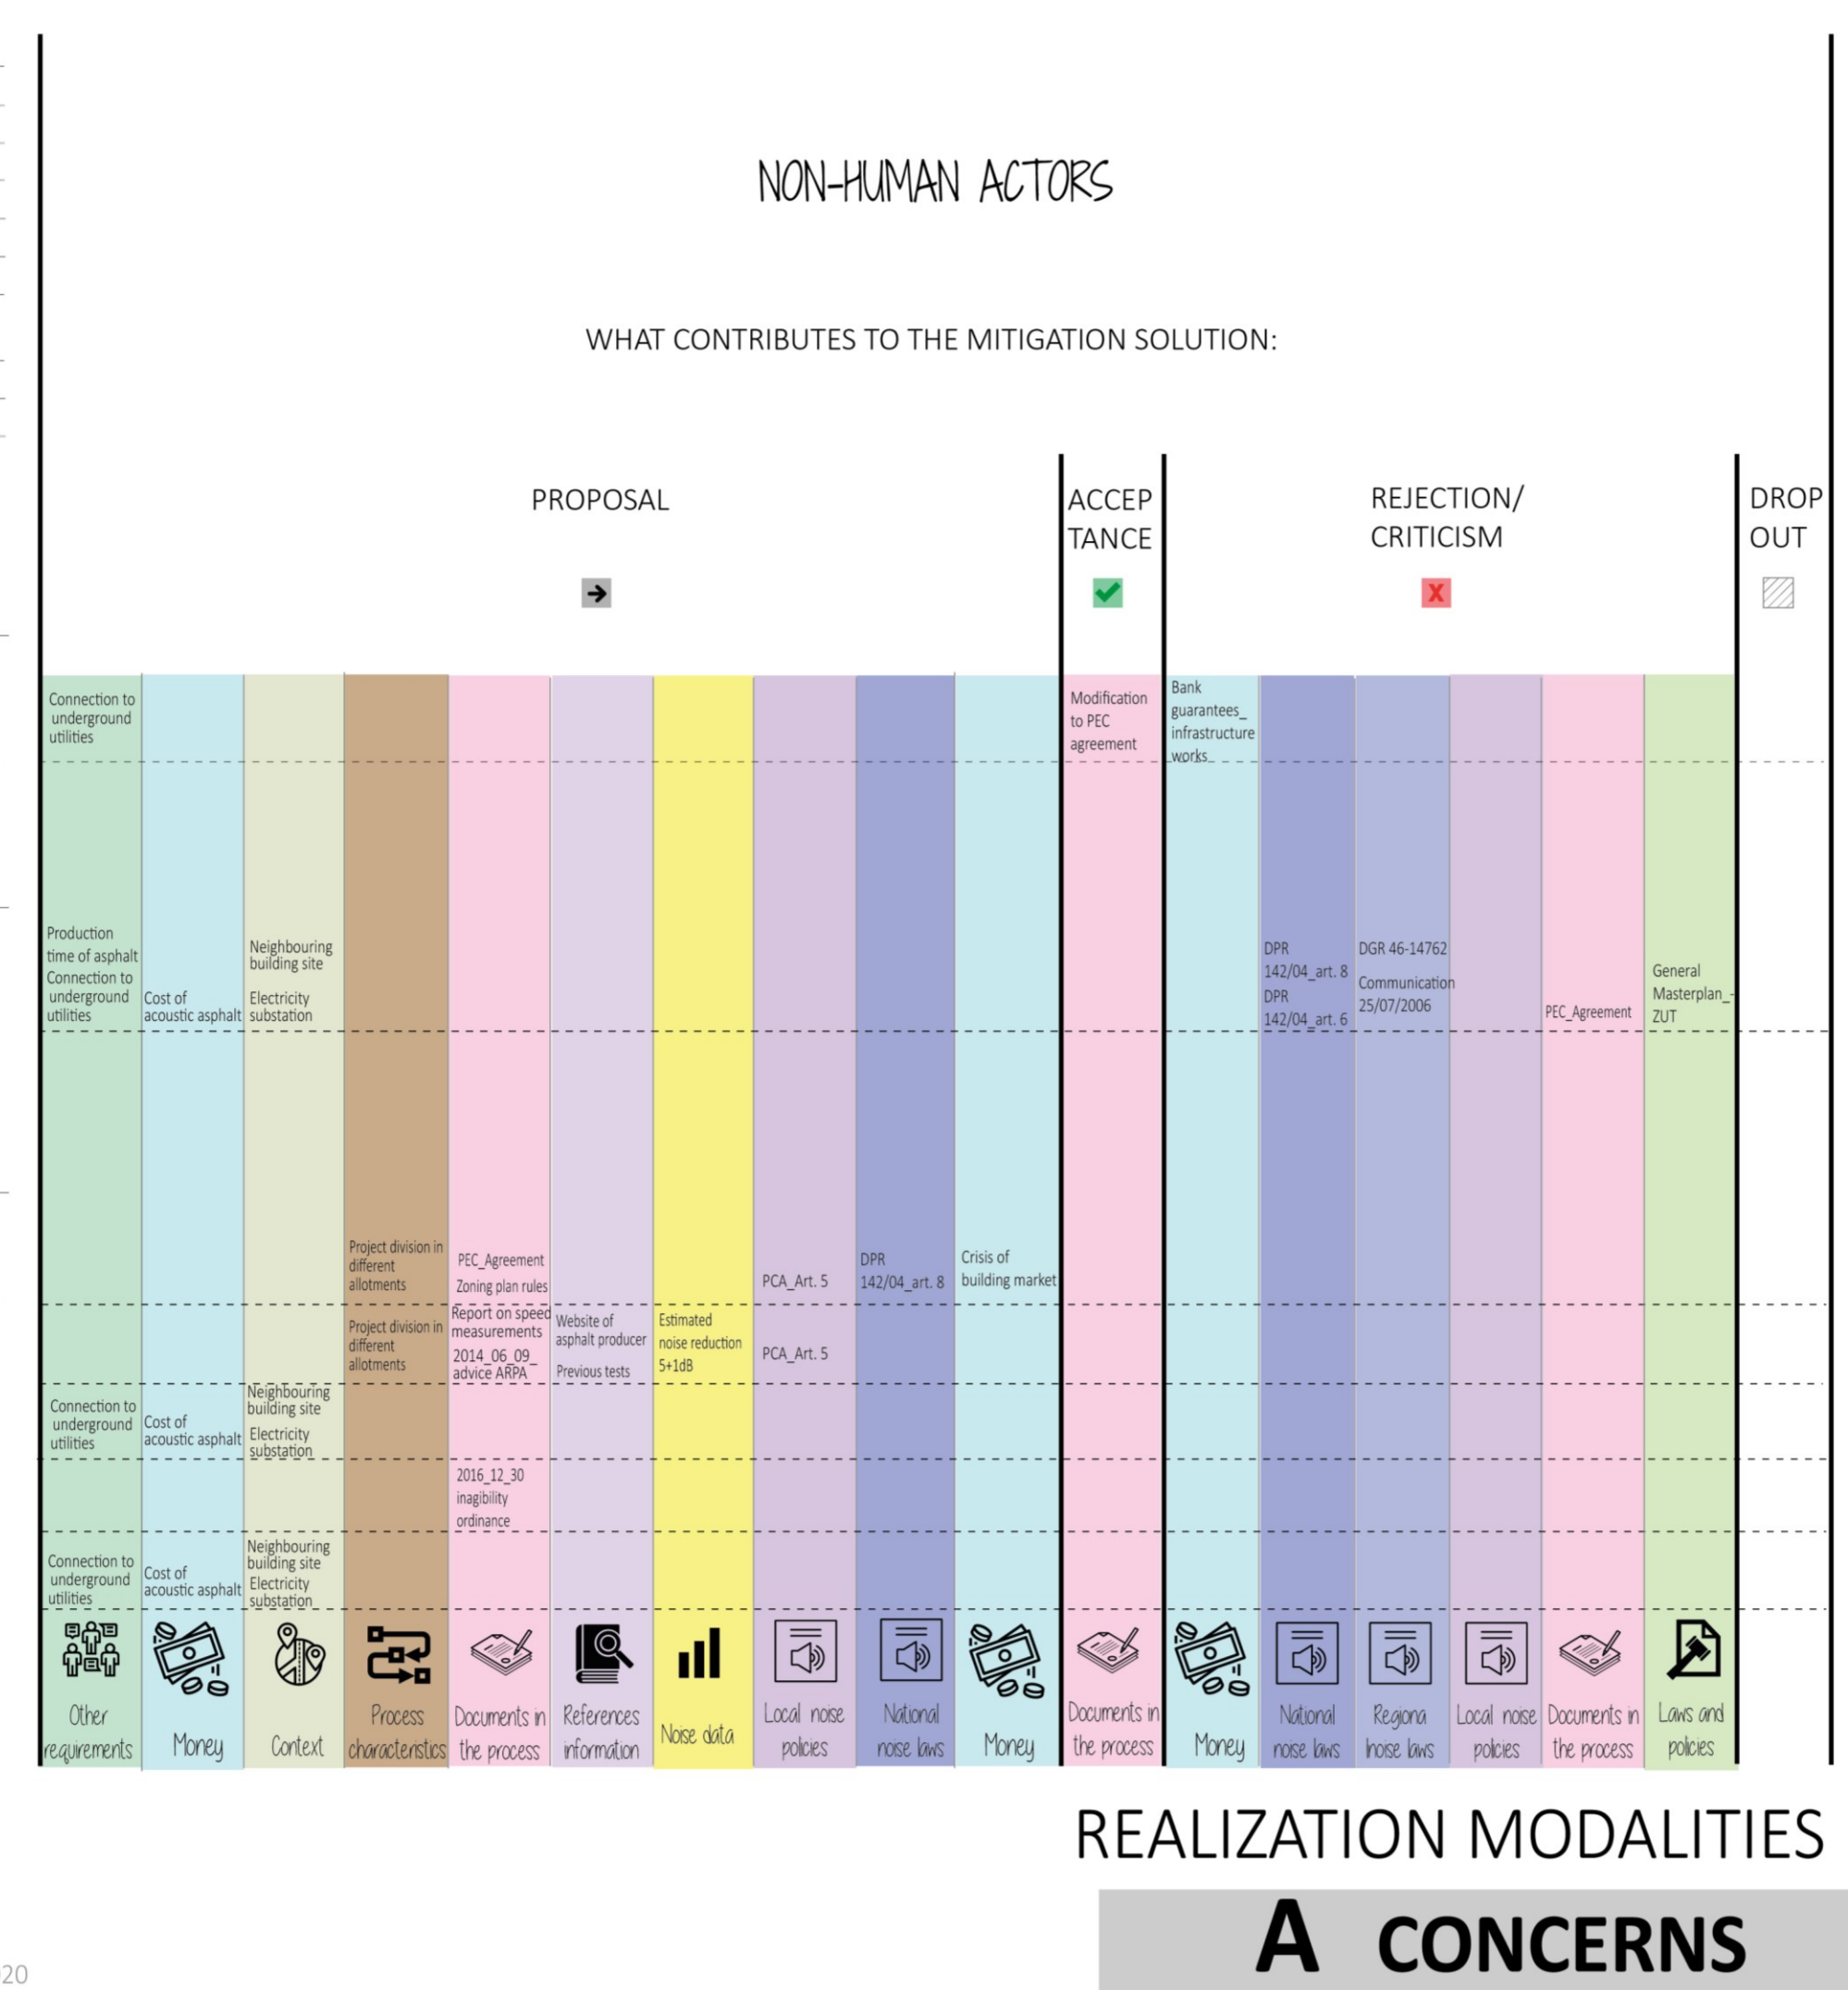 NON-HUMAN ACTORS
WHAT CONTRIBUTES TO THE MITIGATION SOLUTION:
PROPOSAL
ACCEP
TANCE
REJECTION/
CRITICISM
DROP
OUT
X
Connection to
underground
utilities
Modification
to PEC
agreement
Bank
guarantees_
infrastructure
works
Production
time of asphalt
Connection to
underground
utilities
Cost of
acoustic asphalt
Neighbouring
building site
Electricity
substation
DPR
142/04_art. 8
DPR
142/04_art. 6
DGR 46-14762
Communication
25/07/2006
PEC_Agreement
General
Masterplan_-
ZUT
Project division in
different
allotments
PEC_Agreement
Zoning plan rules
PCA_Art. 5
DPR
142/04_art. 8
Crisis of
building market
Project division in
different
allotments
Report on speed
measurements
2014_06_09_
advice ARPA
Website of
asphalt producer
Previous tests
Estimated
noise reduction
5+1dB
PCA_Art. 5
Connection to
underground
utilities
Cost of
acoustic asphalt
Neighbouring
building site
Electricity
substation
2016_12_30
inagibility
ordinance
Connection to
underground
utilities
Cost of
acoustic asphalt
Neighbouring
building site
Electricity
substation
Other
requirements
Money
Context
Process
characteristics
Documents in
the process
References
information
Noise data
Local noise
policies
National
noise laws
Money
Documents in
the process
Money
National
noise laws
Regiona
lnoise laws
Local noise
policies
Documents in
the process
Laws and
policies
REALIZATION MODALITIES
A CONCERNS
20